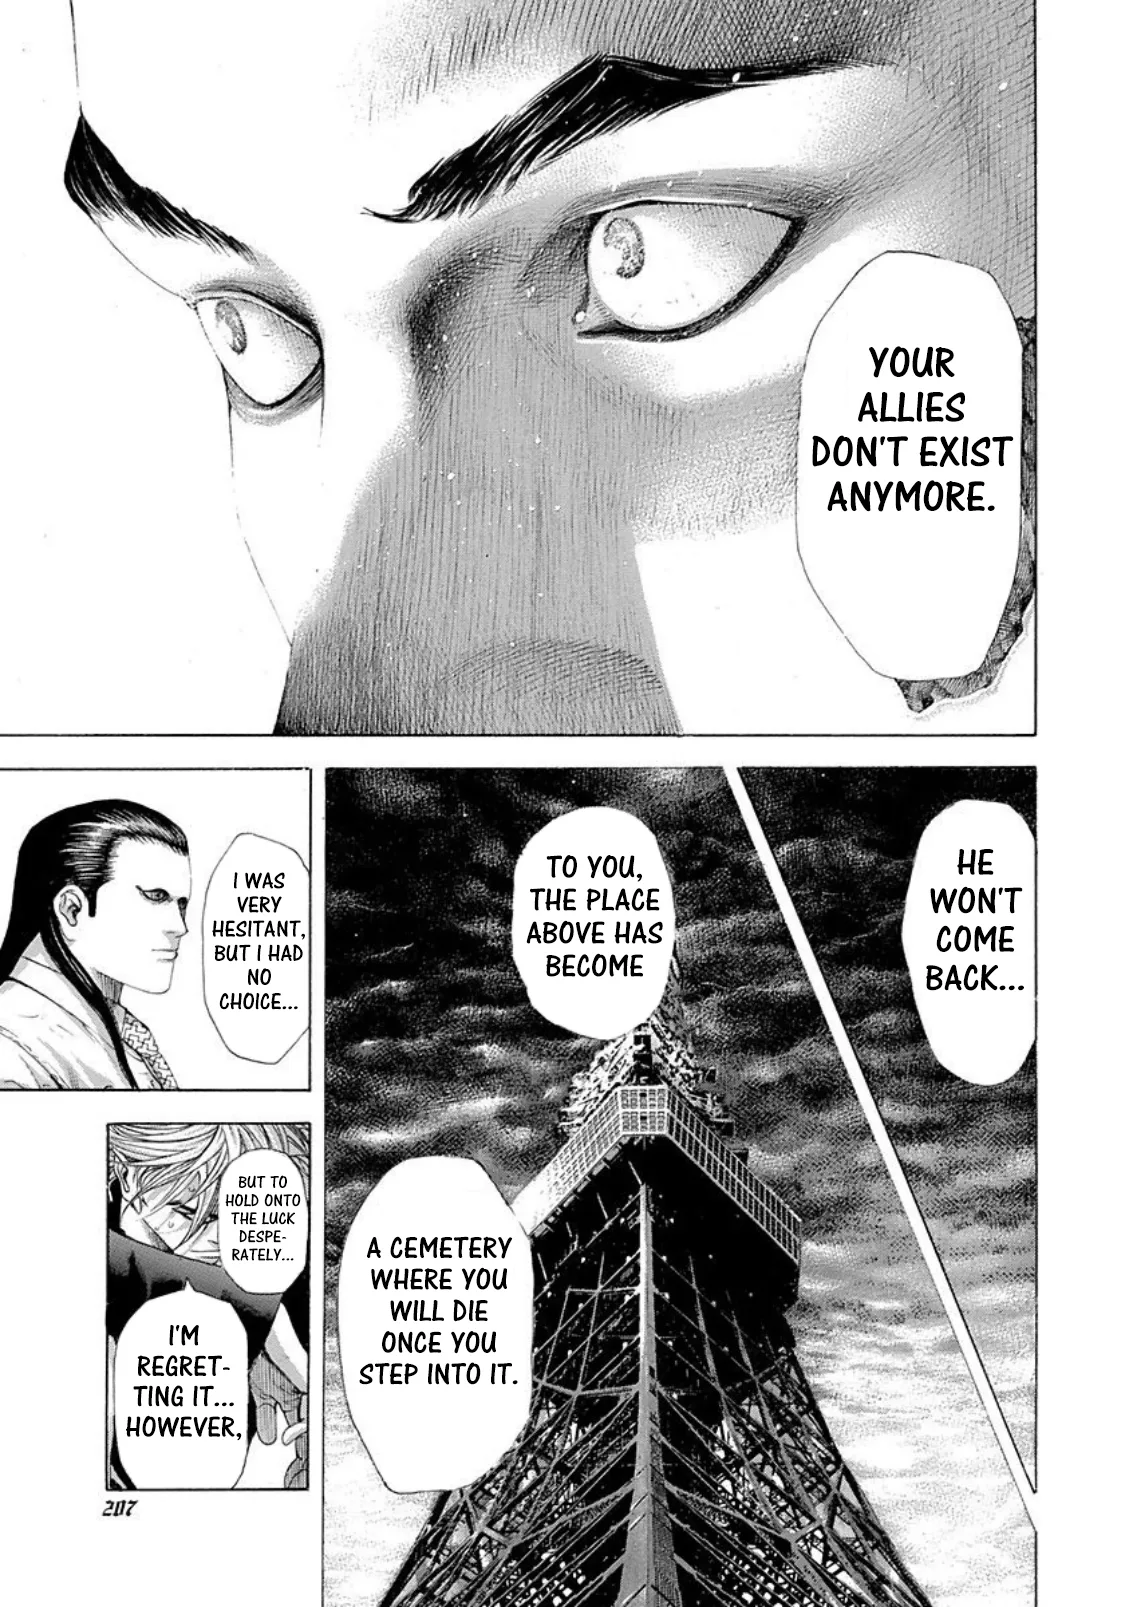 YOUR
ALLIES
DON'T EXIST
ANYMORE.
HE
WON'T
COME
BACK...
TO YOU,
THE PLACE
ABOVE HAS
BECOME
A CEMETERY
WHERE YOU
WILL DIE
ONCE YOU
STEP INTO IT.
I WAS
VERY
HESITANT,
BUT I HAD
NO
CHOICE...
BUT TO
HOLD ONTO
THE LUCK
DESPE-
RATELY...
I'M
REGRET-
TING IT...
HOWEVER,
207